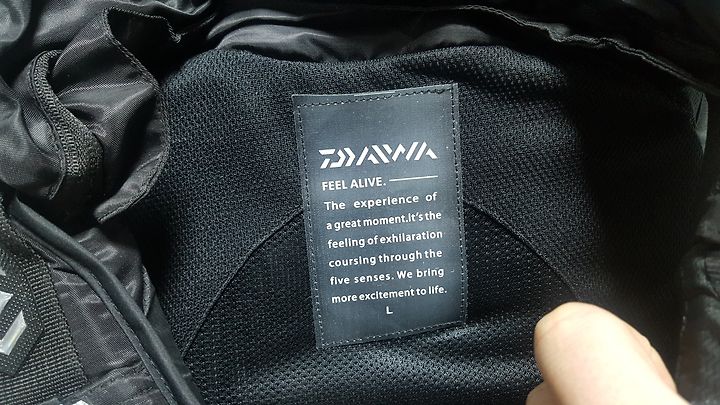 DAIWA
FEEL ALIVE.
The experience of
a great moment.It's the
feeling of exhilaration
coursing through the
five senses. We bring
more excitement to life.
L